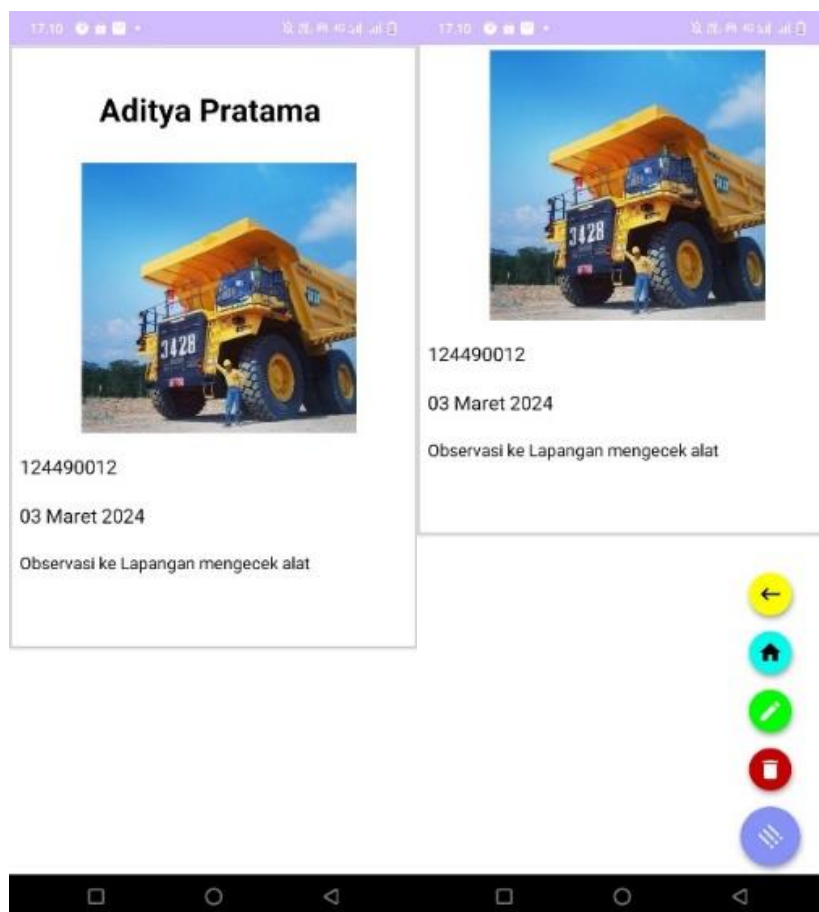 17.10
Aditya Pratama
3428
124490012
03 Maret 2024
Observasi ke Lapangan mengecek alat
17.10
3428
124490012
03 Maret 2024
Observasi ke Lapangan mengecek alat